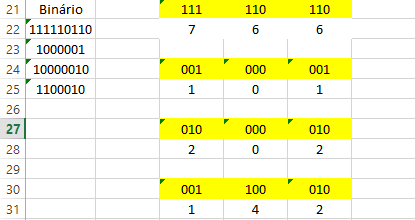 21 Binário 111 110 110
22 111110110 7 6 6
23 1000001
24 10000010 001 000 001
25 1100010 1 0 1
26
27 010 000 010
28 2 0 2
29
30 001 100 010
31 1 4 2